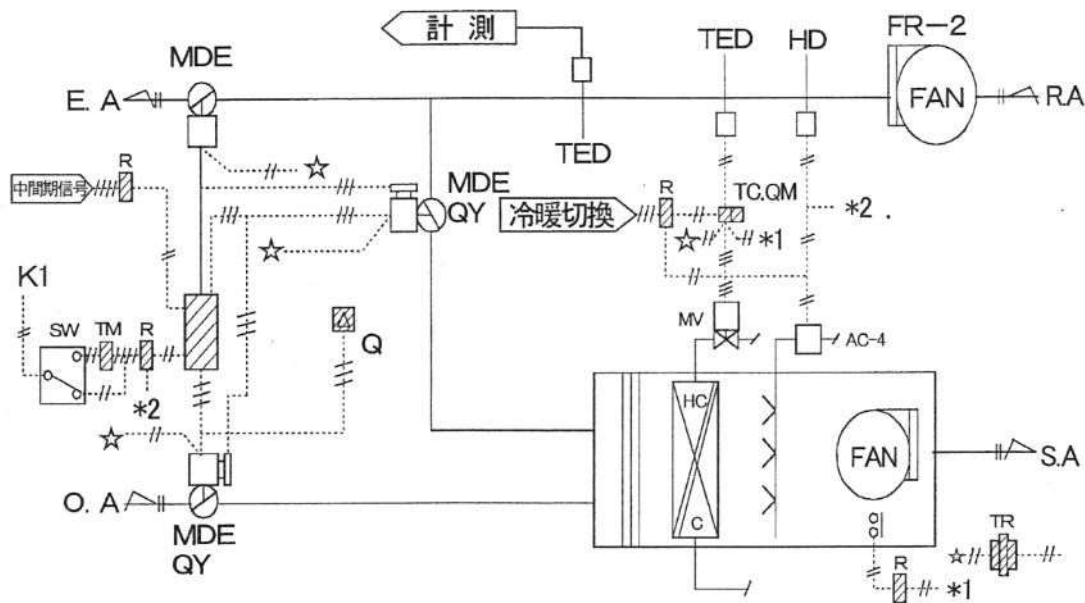 計測
TED
HD
FR-2
MDE
E. A
FAN
R.A
TED
R
中間期信号
MDE
QY
R
TC.QM
冷暖切換
*2 .
*1
K1
SW
TM
R
Q
MV
AC-4
*2
HC
C
FAN
S.A
O. A
MDE
QY
TR
R
*1